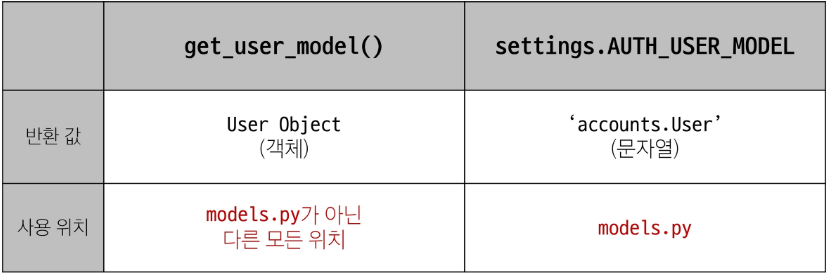 get_user_model()
settings.AUTH_USER_MODEL
반환 값
User Object
(객체)
‘accounts.User’
(문자열)
사용 위치
models.py가 아닌
다른 모든 위치
models.py